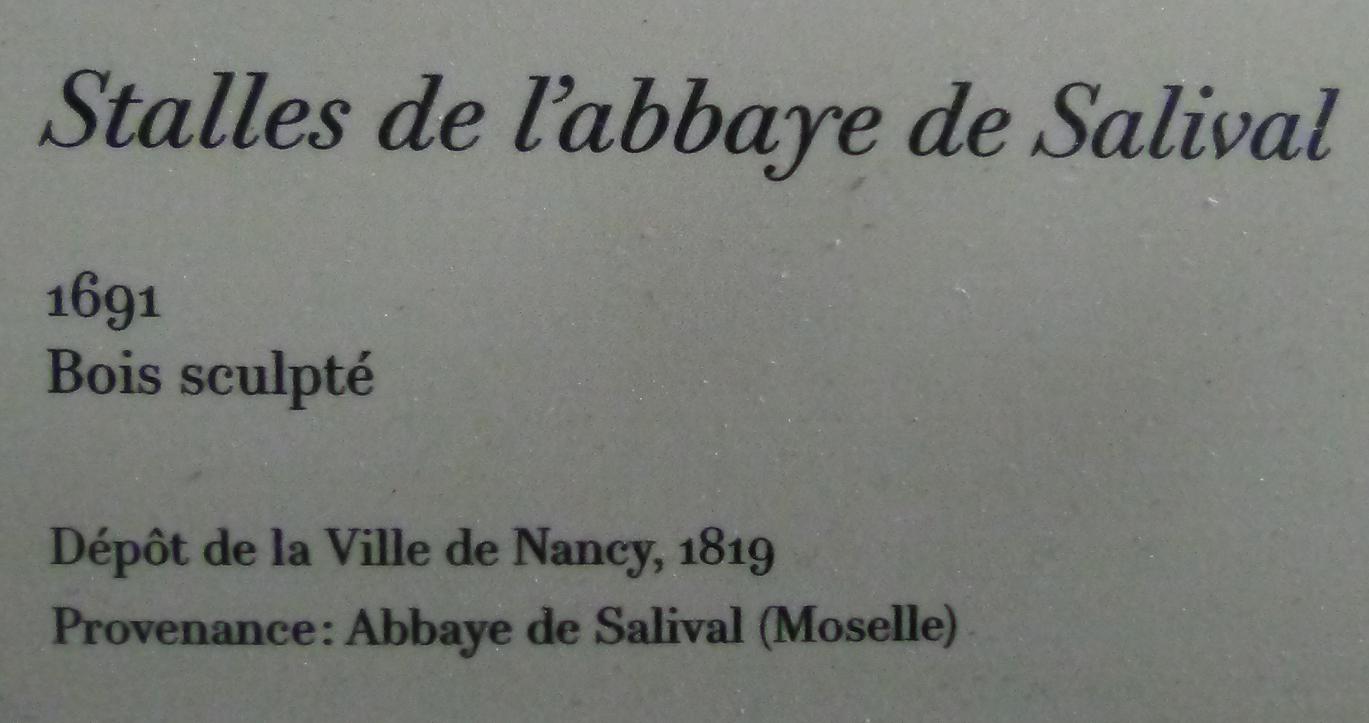 Stalles de l'abbaye de Salival
1691
Bois sculpté
Dépôt de la Ville de Nancy, 1819
Provenance: Abbaye de Salival (Moselle)